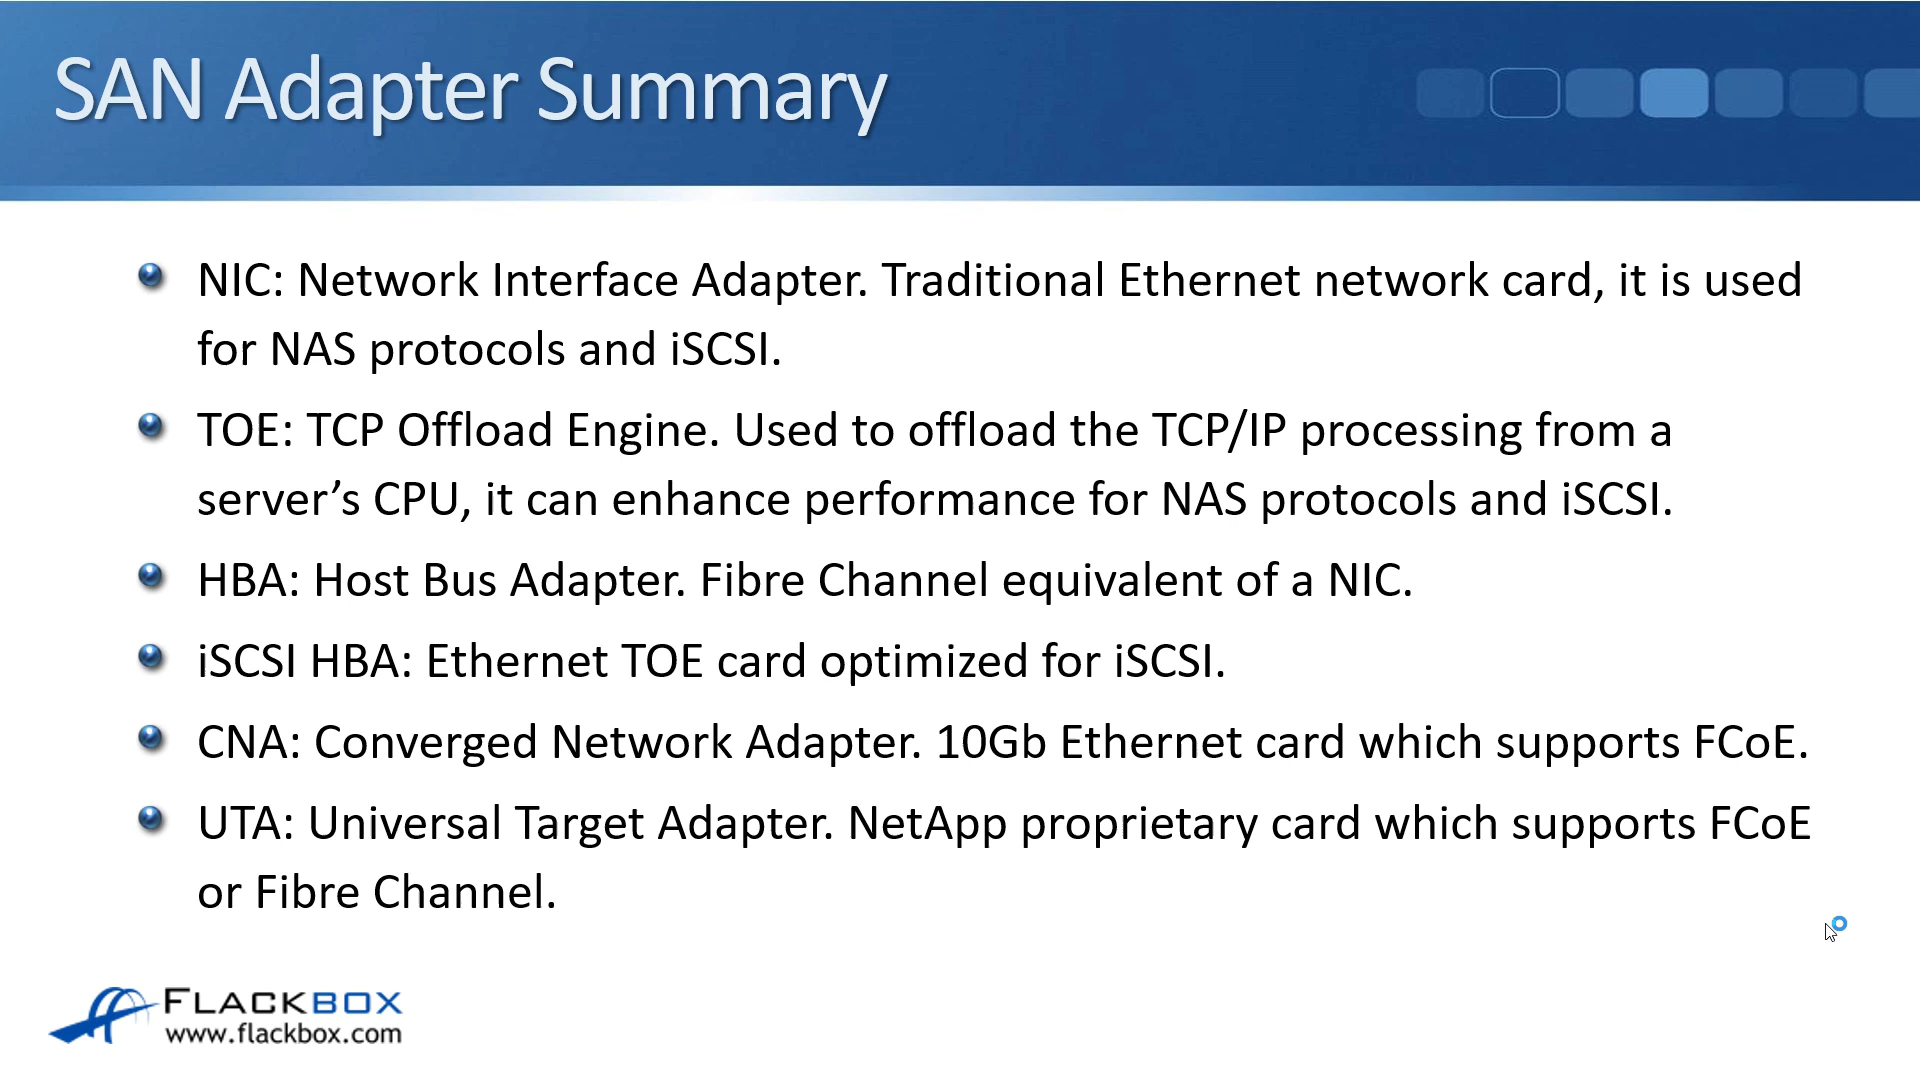 SAN Adapter Summary
NIC: Network Interface Adapter. Traditional Ethernet network card, it is used
for NAS protocols and iSCSI.
TOE: TCP Offload Engine. Used to offload the TCP/IP processing from a
server’s CPU, it can enhance performance for NAS protocols and iSCSI.
HBA: Host Bus Adapter. Fibre Channel equivalent of a NIC.
iSCSI HBA: Ethernet TOE card optimized for iSCSI.
CNA: Converged Network Adapter. 10Gb Ethernet card which supports FCoE.
UTA: Universal Target Adapter. NetApp proprietary card which supports FCoE
or Fibre Channel.
FLACKBOX
www.flackbox.com